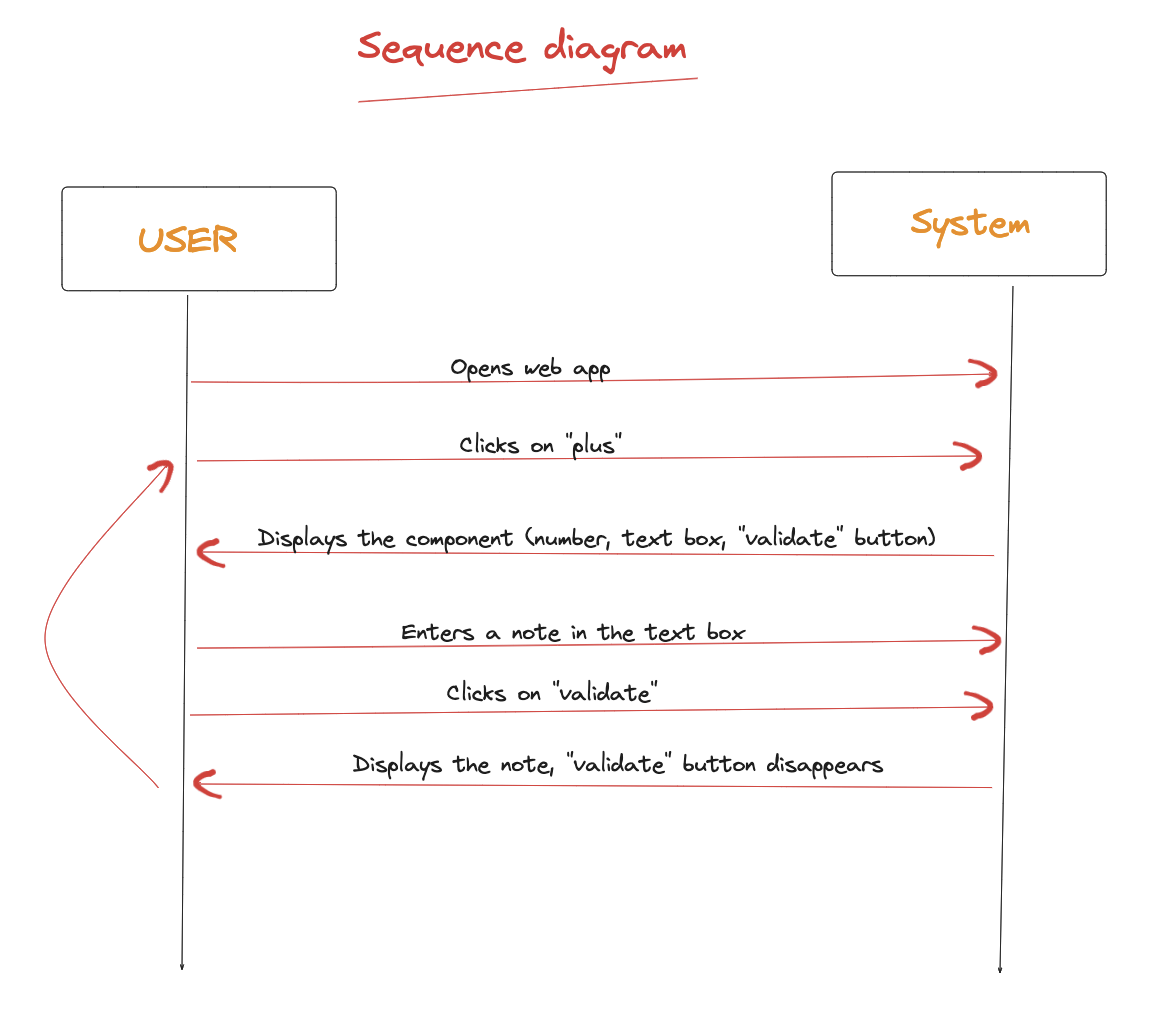 Sequence diagram
USER
System
Opens web app
Clicks on "plus"
Displays the component (number, text box, "validate" button)
Enters a note in the text box
Clicks on "validate"
Displays the note, "validate" button disappears